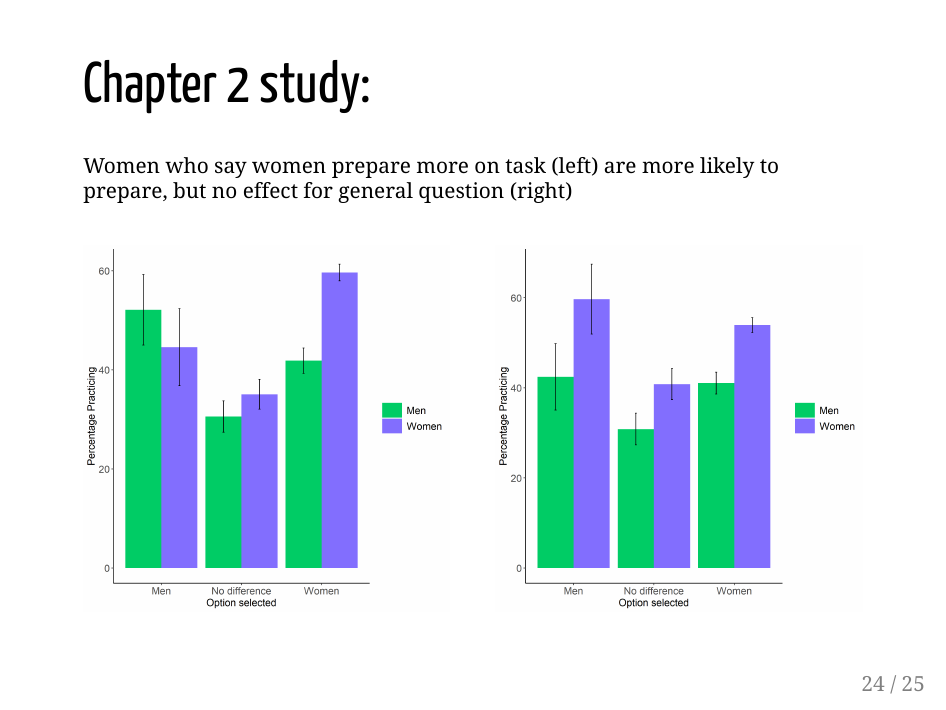 Chapter 2 study:
Women who say women prepare more on task (left) are more likely to
prepare, but no effect for general question (right)
60
40
20
0
Percentage Practicing
Men
No difference
Women
Option selected
Men
Women
60
40
20
0
Percentage Practicing
Men
No difference
Women
Option selected
Men
Women
24 / 25